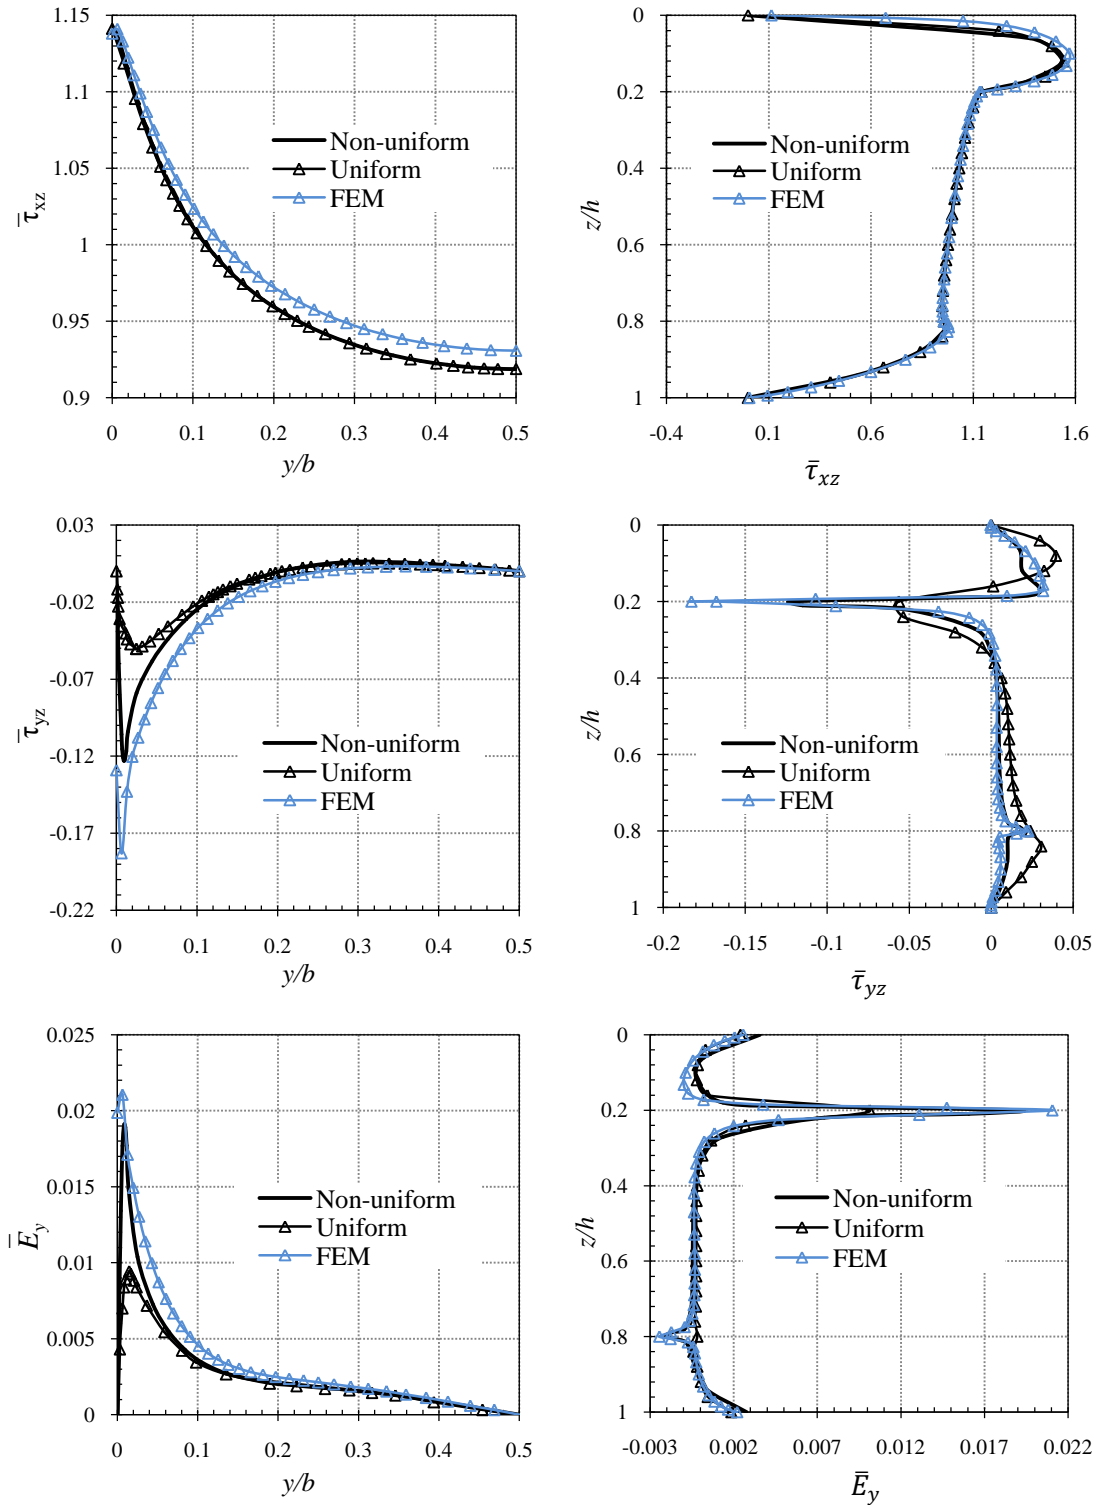 1.15
1.1
1.05
1
0.95
0.9
τ̄xz
Non-uniform
Uniform
FEM
0 0.1 0.2 0.3 0.4 0.5
y/b
0
0.2
0.4
0.6
0.8
1
z/h
Non-uniform
Uniform
FEM
-0.4 0.1 0.6 1.1 1.6
τ̄xz
0.03
-0.02
-0.07
-0.12
-0.17
-0.22
τ̄yz
Non-uniform
Uniform
FEM
0 0.1 0.2 0.3 0.4 0.5
y/b
0
0.2
0.4
0.6
0.8
1
z/h
Non-uniform
Uniform
FEM
-0.2 -0.15 -0.1 -0.05 0 0.05
τ̄yz
0.025
0.02
0.015
0.01
0.005
0
Ēy
Non-uniform
Uniform
FEM
0 0.1 0.2 0.3 0.4 0.5
y/b
0
0.2
0.4
0.6
0.8
1
z/h
Non-uniform
Uniform
FEM
-0.003 0.002 0.007 0.012 0.017 0.022
Ēy